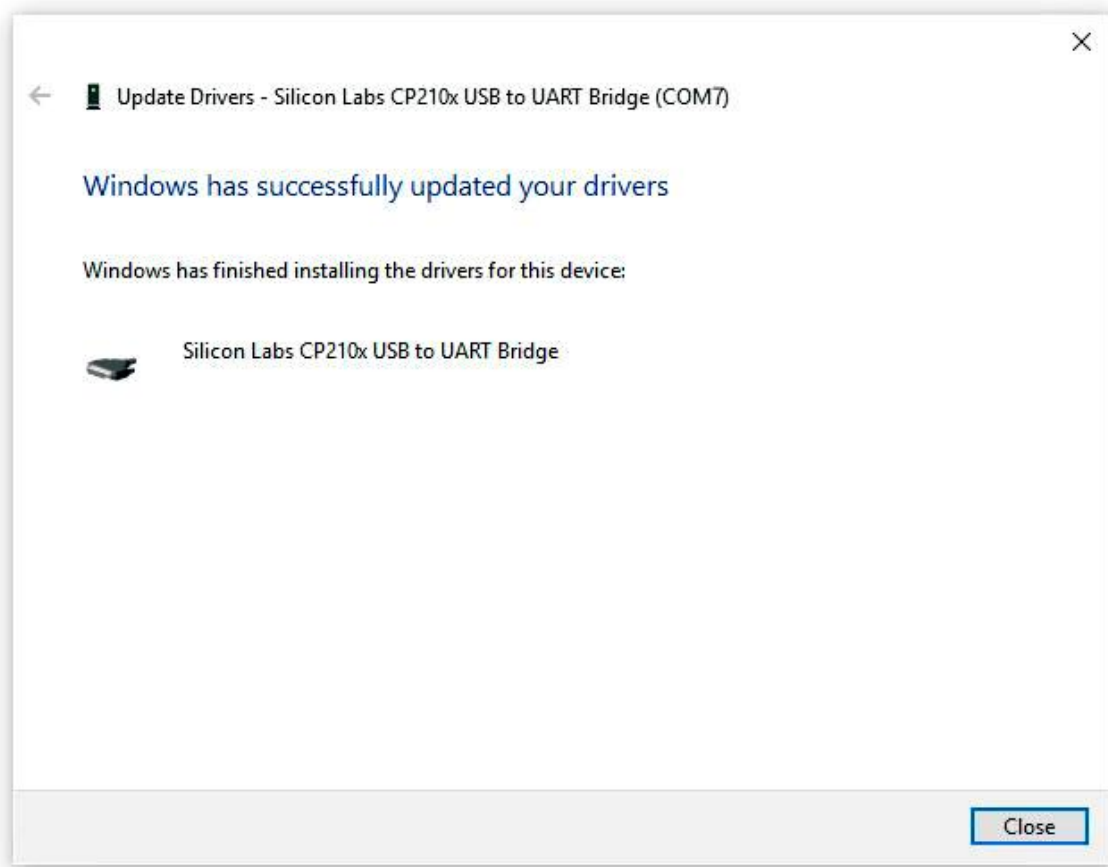 Update Drivers - Silicon Labs CP210x USB to UART Bridge (COM7)
Windows has successfully updated your drivers
Windows has finished installing the drivers for this device:
Silicon Labs CP210x USB to UART Bridge
Close